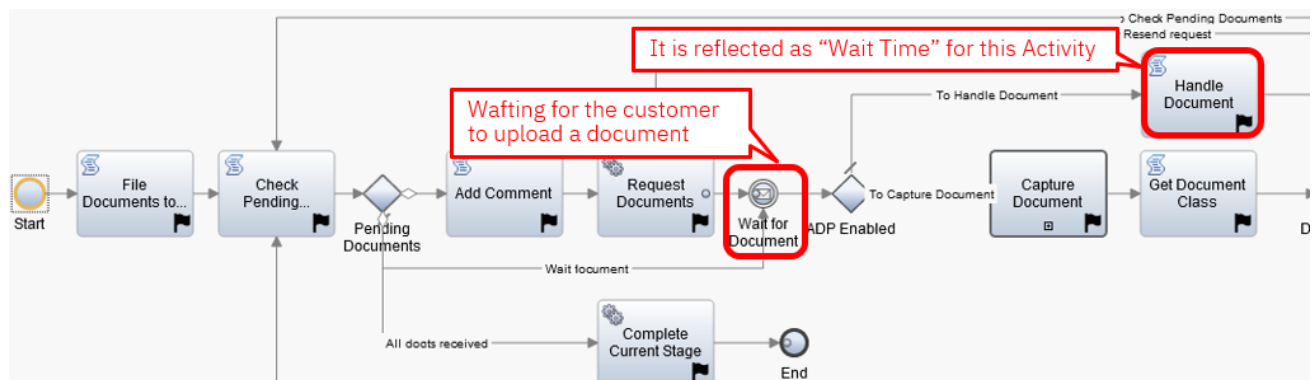 o Check Pending Documents
Resend request
It is reflected as “Wait Time” for this Activity
Handle
Document
To Handle Document
Wafting for the customer
to upload a document
File
Documents to...
Check
Pending...
Add Comment
Request
Documents
To Capture Document
Capture
Document
Get Document
Class
Start
Pending
Documents
Wait for
Document
ADP Enabled
D
Wait focument
All doots received
Complete
Current Stage
End